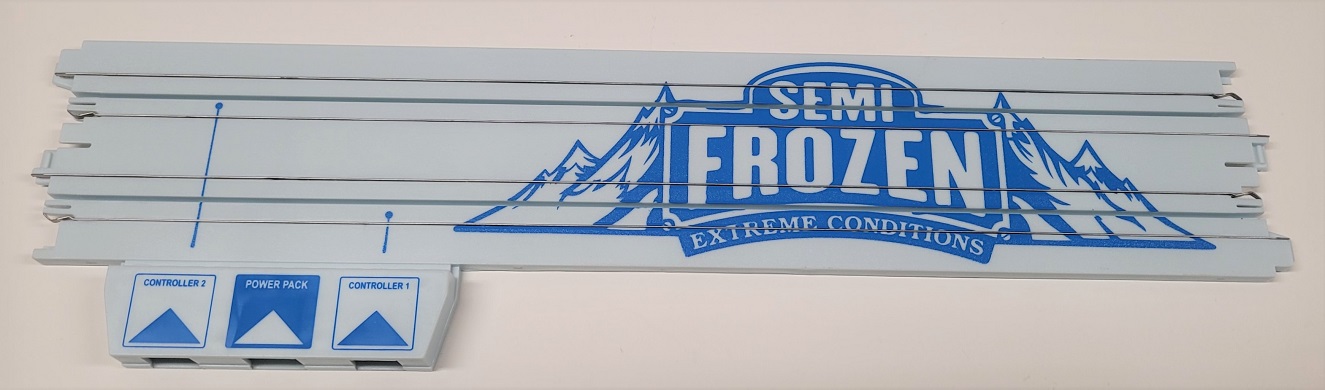 SEMI
FROZEN
EXTREME CONDITIONS
CONTROLLER 2
POWER PACK
CONTROLLER 1